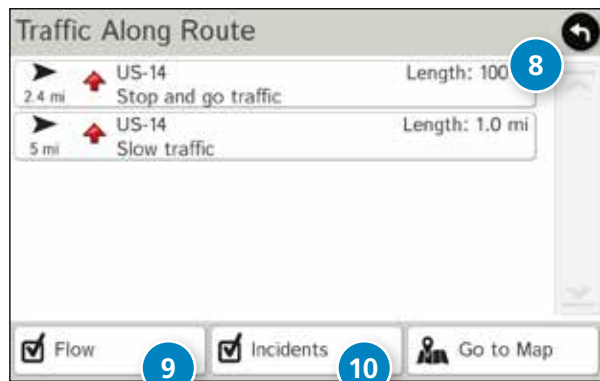 Traffic Along Route
US-14 Length: 100
8
2.4 mi Stop and go traffic
US-14 Length: 1.0 mi
5 mi Slow traffic
Flow Incidents Go to Map
9 10